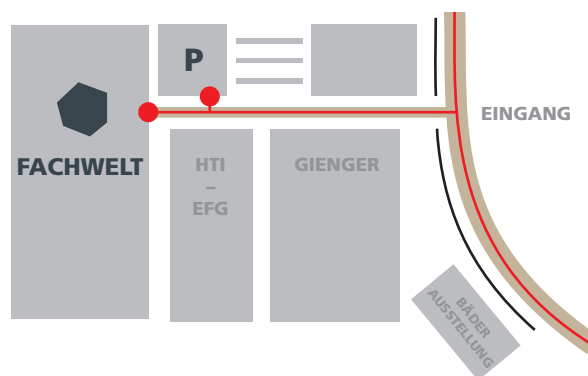 P
EINGANG
FACHWELT
HTI
–
EFG
GIENGER
BÄDER
AUSSTELLUNG